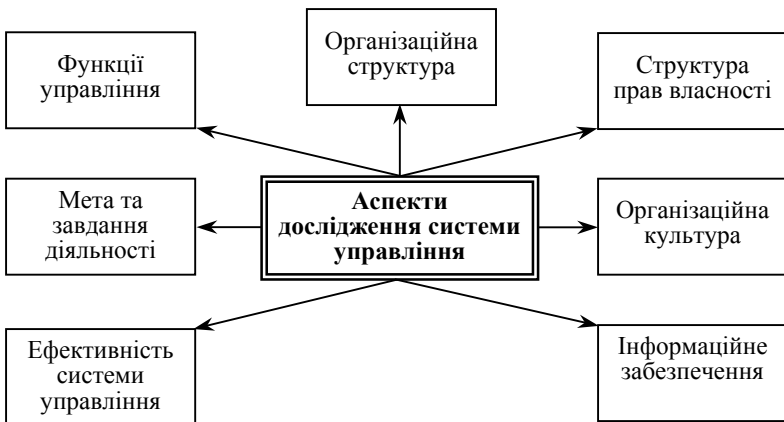 Функції
управління
Організаційна
структура
Структура
прав власності
Мета та
завдання
діяльності
Аспекти
дослідження системи
управління
Організаційна
культура
Ефективність
системи
управління
Інформаційне
забезпечення